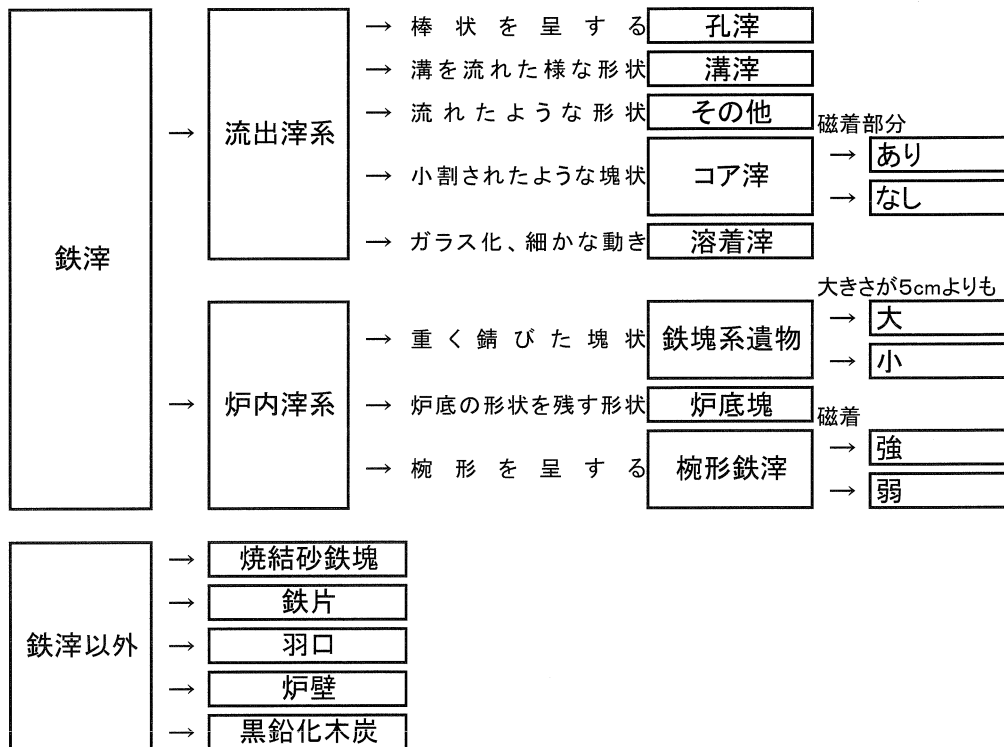 鉄滓
→ 流出滓系
→ 棒状を呈する 孔滓
→ 溝を流れた様な形状 溝滓
→ 流れたような形状 その他
→ 小割されたような塊状 コア滓
磁着部分
→ あり
→ なし
→ ガラス化、細かな動き 溶着滓
→ 炉内滓系
→ 重く錆びた塊状 鉄塊系遺物
大きさが5cmよりも
→ 大
→ 小
→ 炉底の形状を残す形状 炉底塊
→ 椀形を呈する 椀形鉄滓
磁着
→ 強
→ 弱
鉄滓以外
→ 焼結砂鉄塊
→ 鉄片
→ 羽口
→ 炉壁
→ 黒鉛化木炭